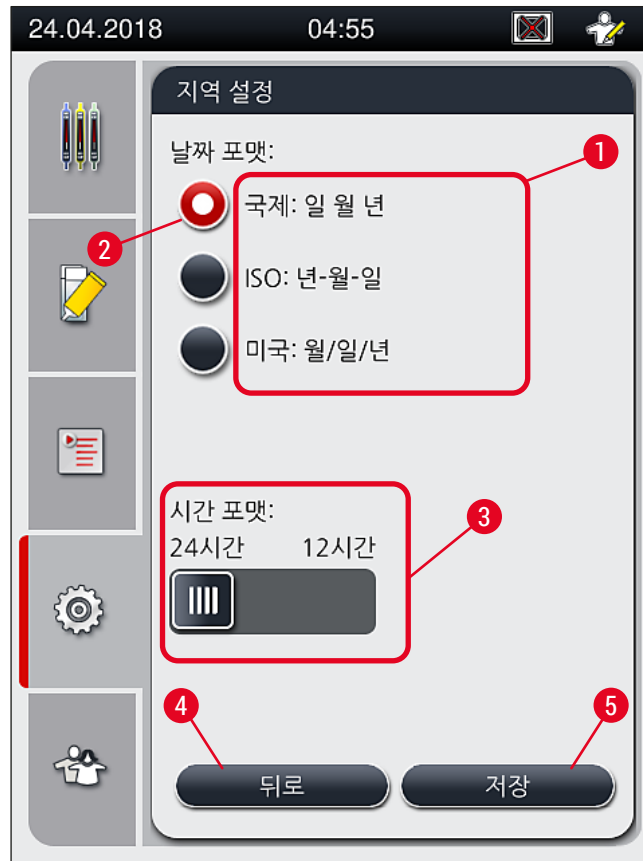 24.04.2018 04:55
지역 설정
날짜 포맷:
1
국제: 일 월 년
2
ISO: 년-월-일
미국: 월/일/년
시간 포맷:
3
24시간 12시간
4
5
뒤로 저장